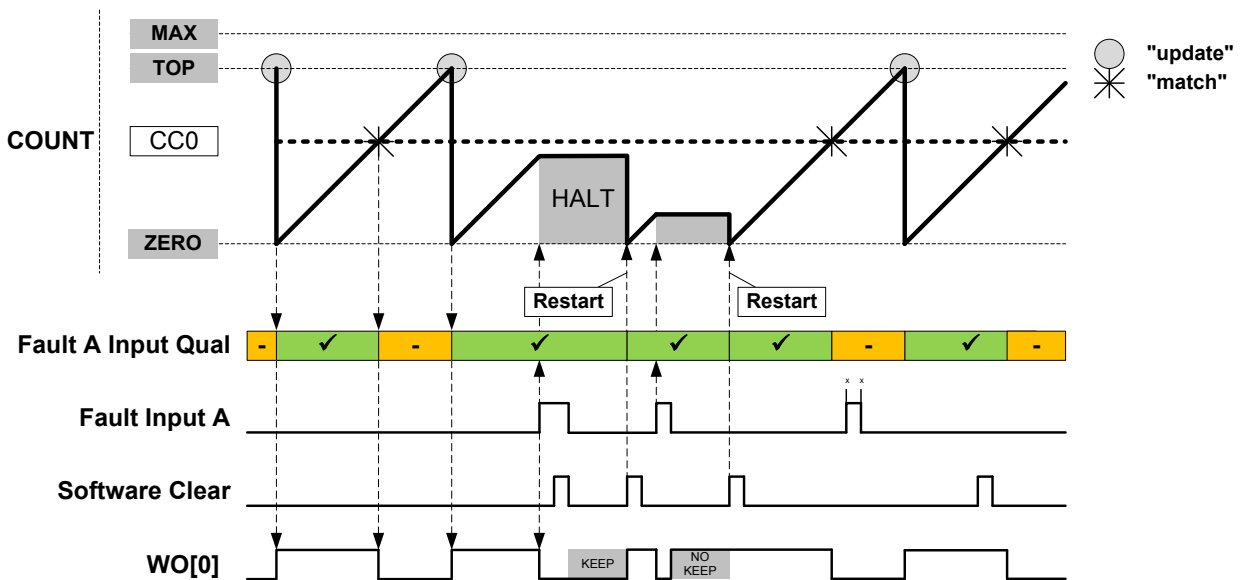 MAX
TOP
"update"
"match"
COUNT
CC0
HALT
ZERO
Restart
Restart
Fault A Input Qual
- ✓ - ✓ ✓ ✓ - ✓ -
x x
Fault Input A
Software Clear
WO[0]
KEEP
NO
KEEP